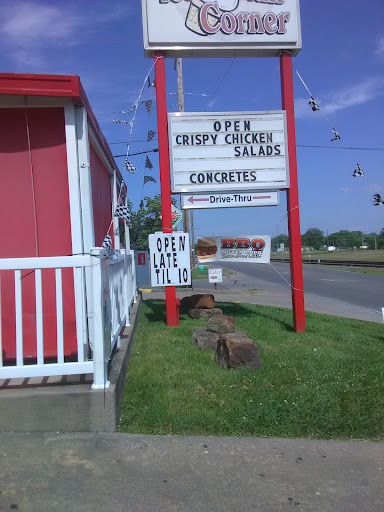 Corner
OPEN
CRISPY CHICKEN
SALADS
CONCRETES
Drive-Thru
OPEN
LATE
TIL 10
BBQ